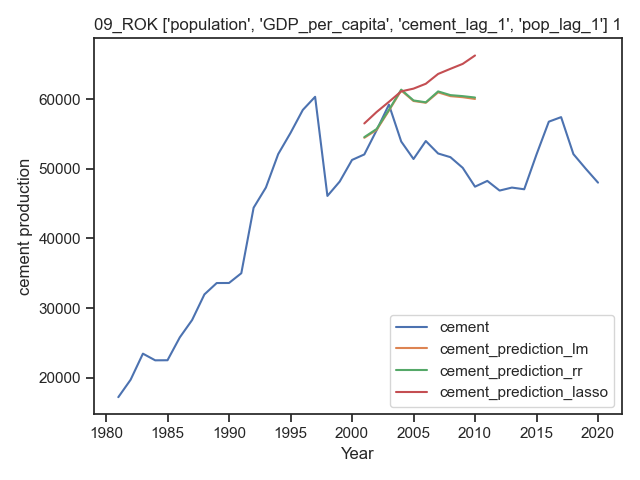 09_ROK ['population', 'GDP_per_capita', 'cement_lag_1', 'pop_lag_1'] 1
60000
50000
40000
30000
20000
cement production
cement
cement_prediction_lm
cement_prediction_rr
cement_prediction_lasso
1980 1985 1990 1995 2000 2005 2010 2015 2020
Year